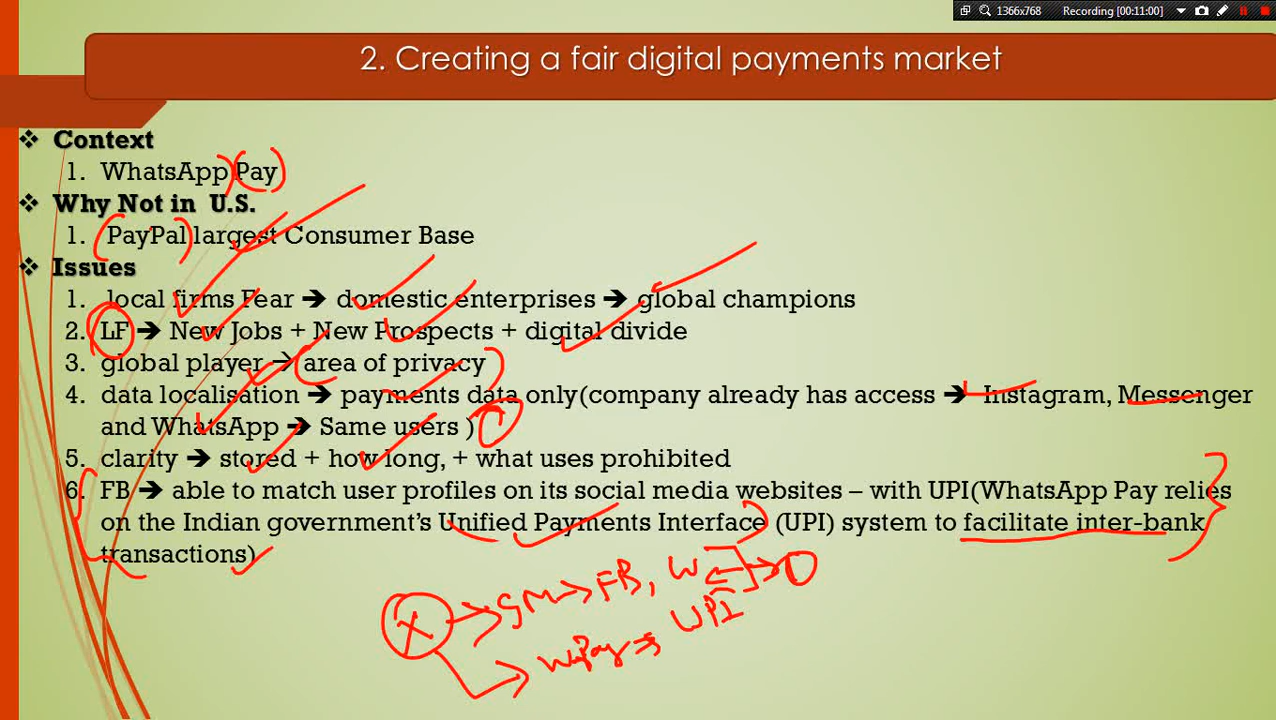 1366x768 Recording [00:11:00]
2. Creating a fair digital payments market
❖ Context
1. WhatsApp Pay
❖ Why Not in U.S.
1. PayPal largest Consumer Base
❖ Issues
1. local firms Fear ➔ domestic enterprises ➔ global champions
2. LF ➔ New Jobs + New Prospects + digital divide
3. global player → area of privacy
4. data localisation ➔ payments data only(company already has access ➔ Instagram, Messenger
and WhatsApp ➔ Same users )
5. clarity ➔ stored + how long, + what uses prohibited
6. FB ➔ able to match user profiles on its social media websites – with UPI(WhatsApp Pay relies
on the Indian government's Unified Payments Interface (UPI) system to facilitate inter-bank
transactions)
X → SM → FB, W → D
→ WPay → UPI